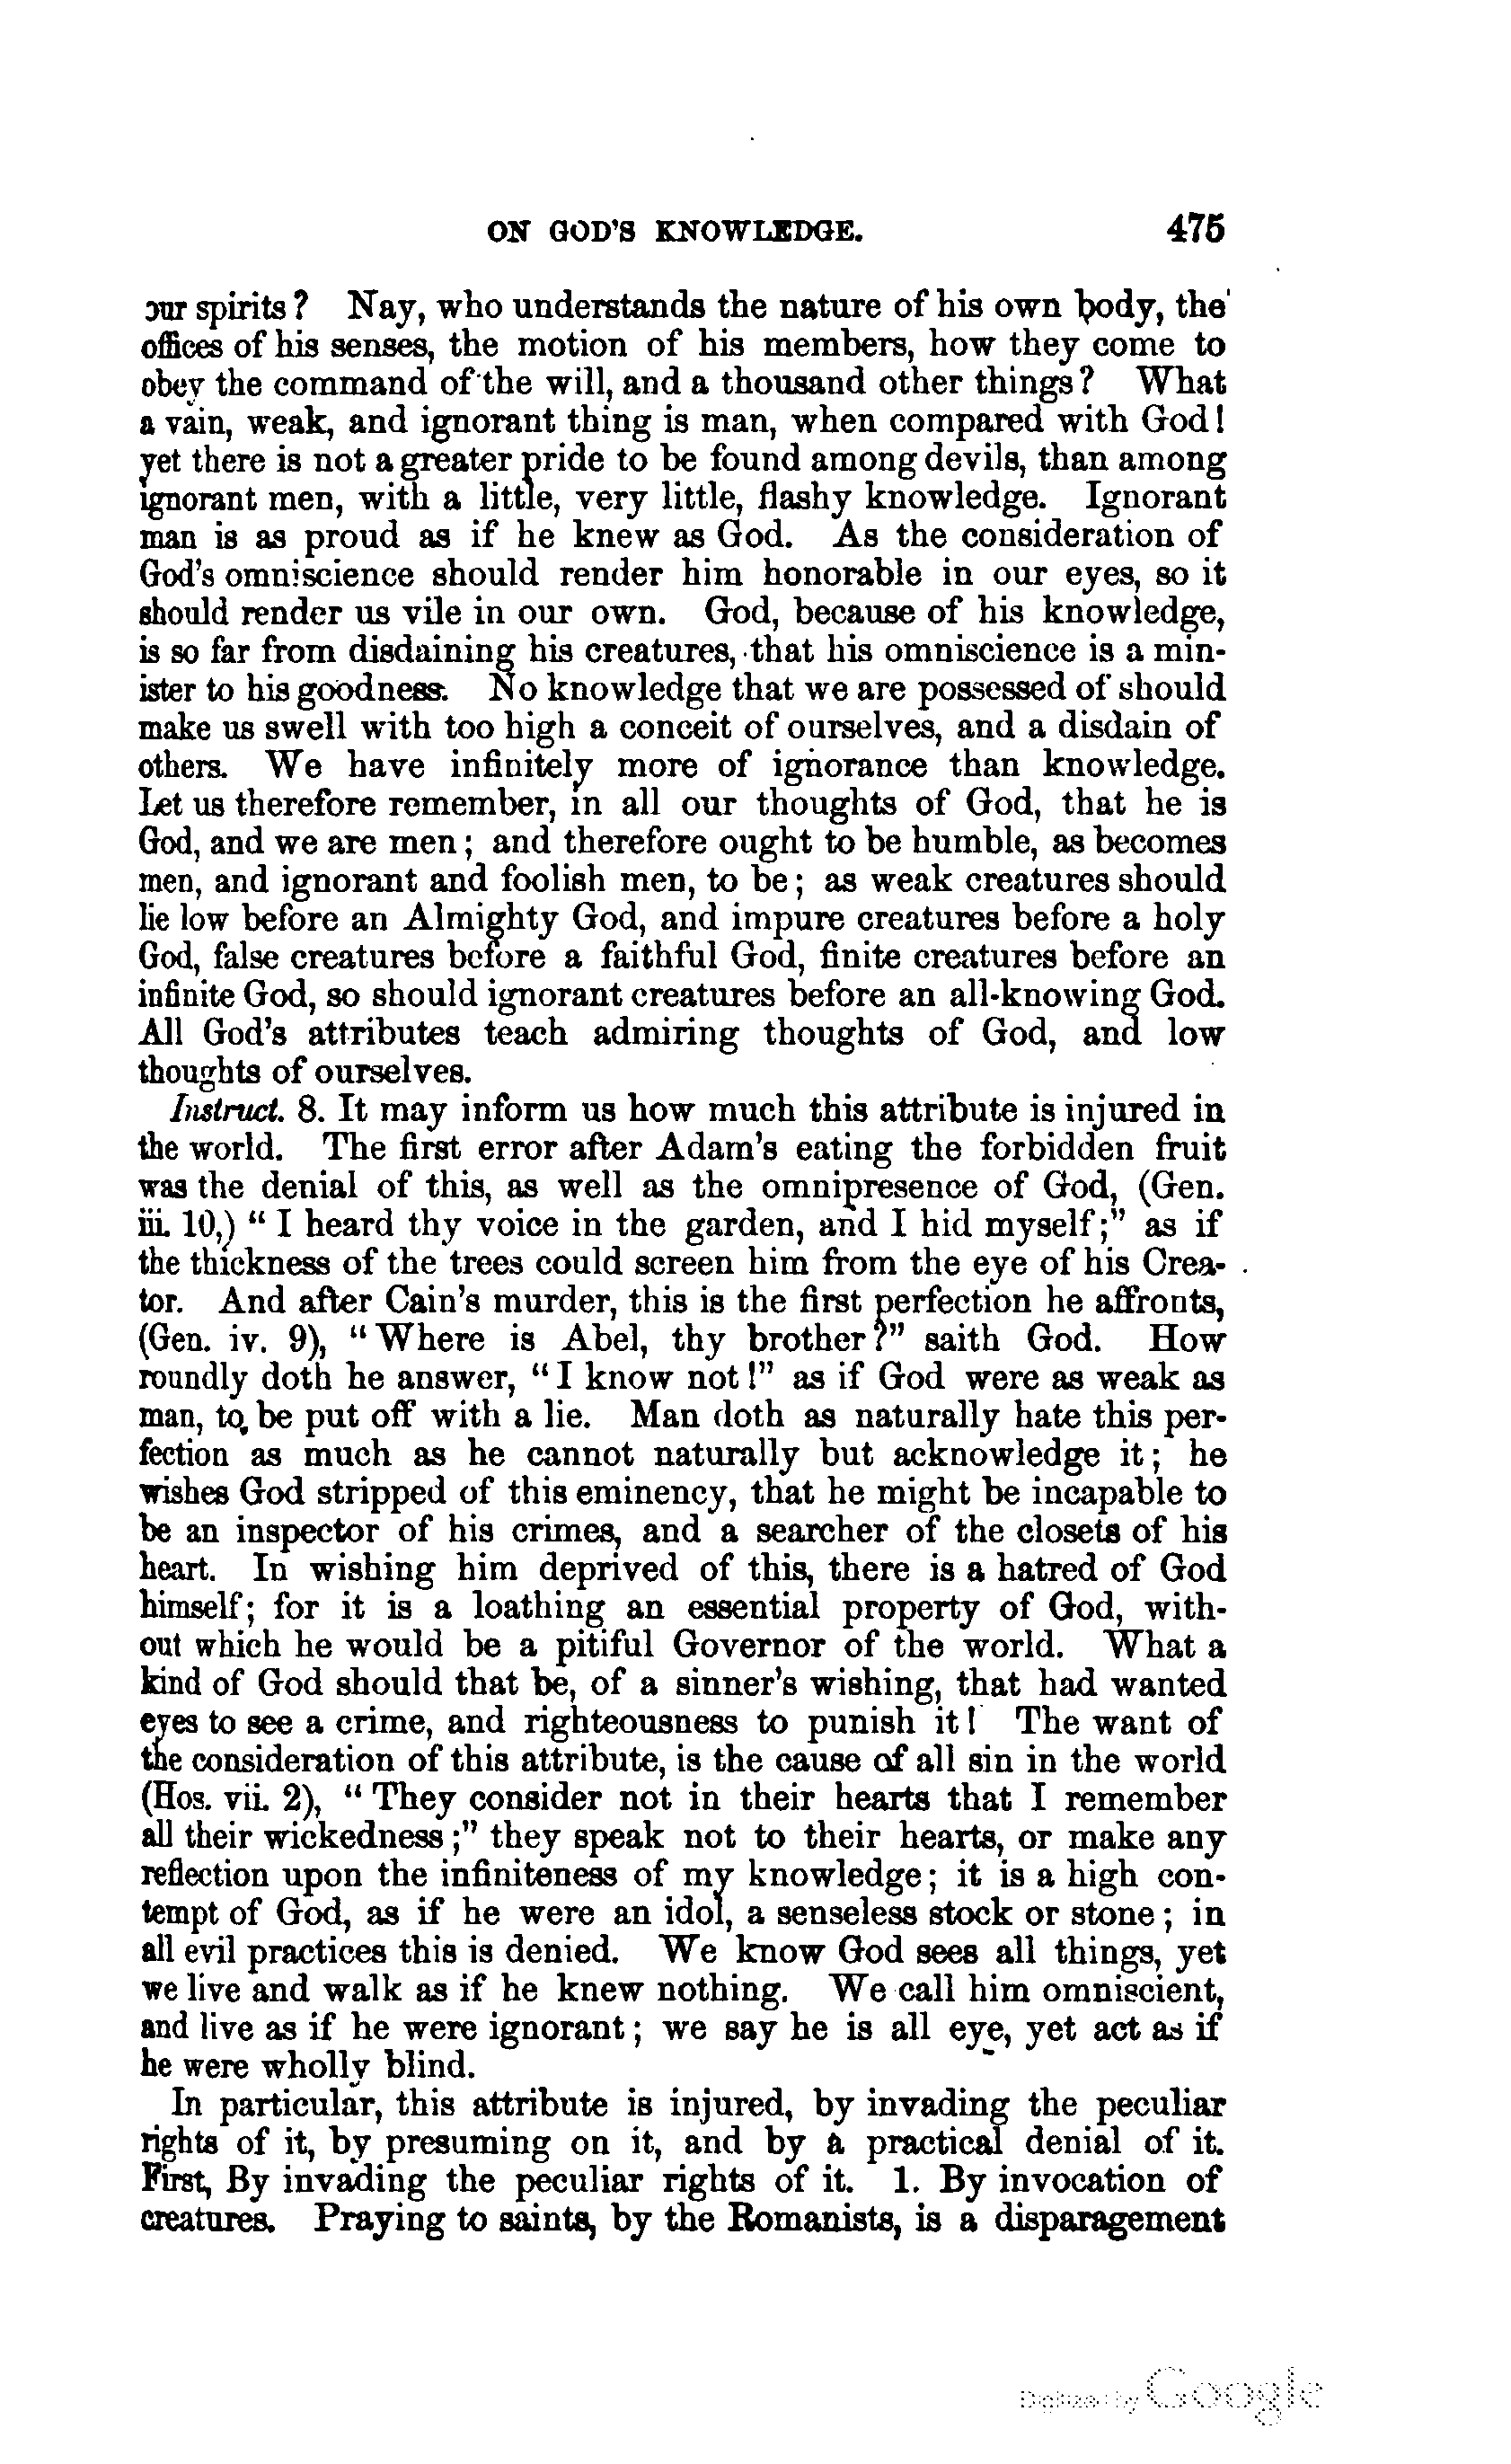 ON GOD'S KNOWLEDGE. 475
our spirits? Nay, who understands the nature of his own body, the
offices of his senses, the motion of his members, how they come to
obey the command of the will, and a thousand other things? What
a vain, weak, and ignorant thing is man, when compared with God!
yet there is not a greater pride to be found among devils, than among
ignorant men, with a little, very little, flashy knowledge. Ignorant
man is as proud as if he knew as God. As the consideration of
God's omniscience should render him honorable in our eyes, so it
should render us vile in our own. God, because of his knowledge,
is so far from disdaining his creatures, that his omniscience is a min-
ister to his goodness. No knowledge that we are possessed of should
make us swell with too high a conceit of ourselves, and a disdain of
others. We have infinitely more of ignorance than knowledge.
Let us therefore remember, in all our thoughts of God, that he is
God, and we are men; and therefore ought to be humble, as becomes
men, and ignorant and foolish men, to be; as weak creatures should
lie low before an Almighty God, and impure creatures before a holy
God, false creatures before a faithful God, finite creatures before an
infinite God, so should ignorant creatures before an all-knowing God.
All God's attributes teach admiring thoughts of God, and low
thoughts of ourselves.
Instruct. 8. It may inform us how much this attribute is injured in
the world. The first error after Adam's eating the forbidden fruit
was the denial of this, as well as the omnipresence of God, (Gen.
iii. 10,) "I heard thy voice in the garden, and I hid myself;" as if
the thickness of the trees could screen him from the eye of his Crea-
tor. And after Cain's murder, this is the first perfection he affronts,
(Gen. iv. 9), "Where is Abel, thy brother?" saith God. How
roundly doth he answer, "I know not!" as if God were as weak as
man, to be put off with a lie. Man doth as naturally hate this per-
fection as much as he cannot naturally but acknowledge it; he
wishes God stripped of this eminency, that he might be incapable to
be an inspector of his crimes, and a searcher of the closets of his
heart. In wishing him deprived of this, there is a hatred of God
himself; for it is a loathing an essential property of God, with-
out which he would be a pitiful Governor of the world. What a
kind of God should that be, of a sinner's wishing, that had wanted
eyes to see a crime, and righteousness to punish it! The want of
the consideration of this attribute, is the cause of all sin in the world
(Hos. vii. 2), "They consider not in their hearts that I remember
all their wickedness;" they speak not to their hearts, or make any
reflection upon the infiniteness of my knowledge; it is a high con-
tempt of God, as if he were an idol, a senseless stock or stone; in
all evil practices this is denied. We know God sees all things, yet
we live and walk as if he knew nothing. We call him omniscient,
and live as if he were ignorant; we say he is all eye, yet act as if
he were wholly blind.
In particular, this attribute is injured, by invading the peculiar
rights of it, by presuming on it, and by a practical denial of it.
First, By invading the peculiar rights of it. 1. By invocation of
creatures. Praying to saints, by the Romanists, is a disparagement
Digitized by Google